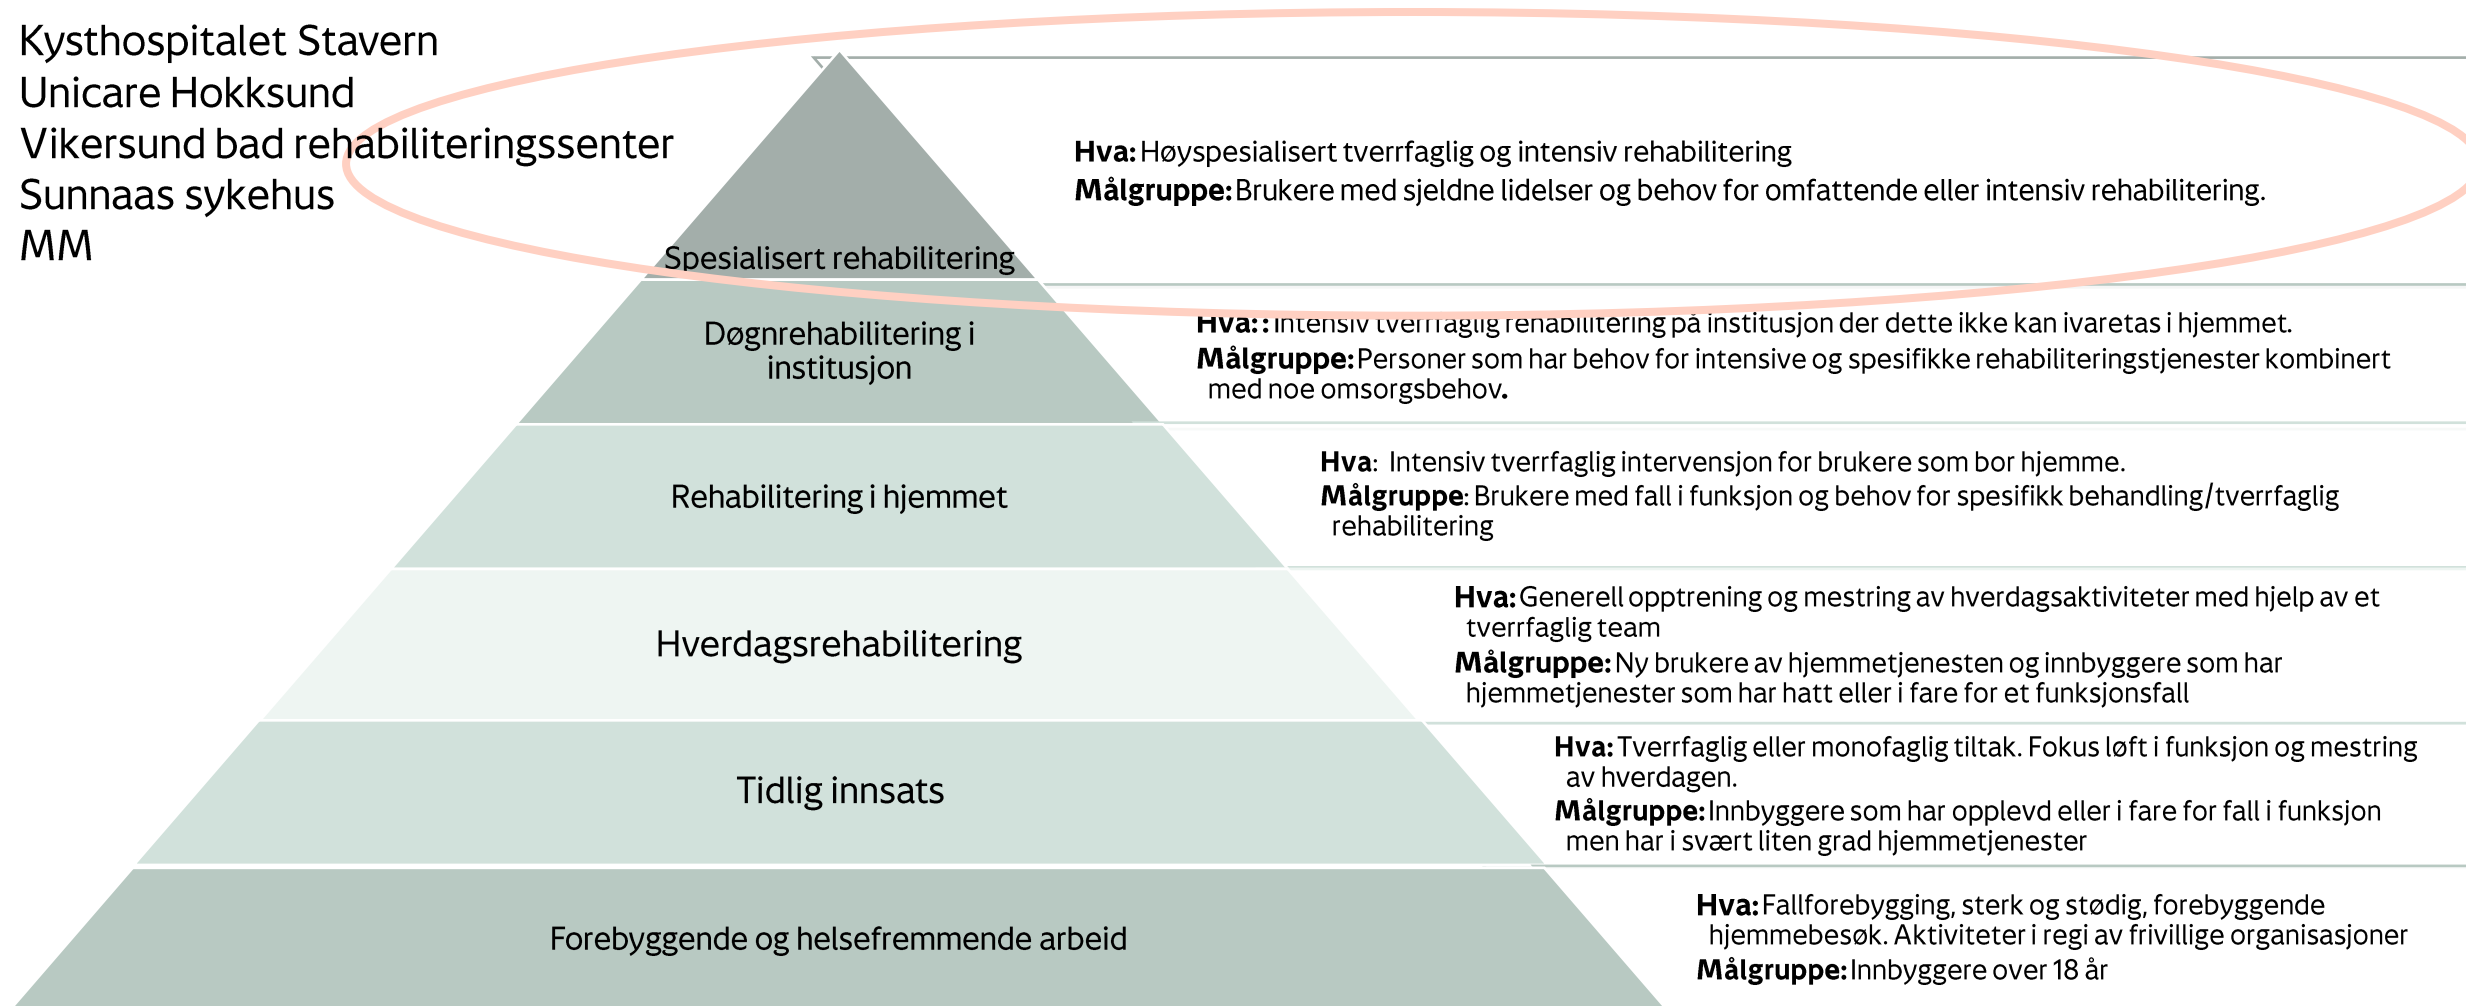 Kysthospitalet Stavern
Unicare Hokksund
Vikersund bad rehabiliteringssenter
Sunnaas sykehus
MM
Spesialisert rehabilitering
Hva: Høyspesialisert tverrfaglig og intensiv rehabilitering
Målgruppe: Brukere med sjeldne lidelser og behov for omfattende eller intensiv rehabilitering.
Døgnrehabilitering i
institusjon
Hva: : Intensiv tverrfaglig rehabilitering på institusjon der dette ikke kan ivaretas i hjemmet.
Målgruppe: Personer som har behov for intensive og spesifikke rehabiliteringstjenester kombinert
med noe omsorgsbehov.
Rehabilitering i hjemmet
Hva: Intensiv tverrfaglig intervensjon for brukere som bor hjemme.
Målgruppe: Brukere med fall i funksjon og behov for spesifikk behandling/tverrfaglig
rehabilitering
Hverdagsrehabilitering
Hva: Generell opptrening og mestring av hverdagsaktiviteter med hjelp av et
tverrfaglig team
Målgruppe: Ny brukere av hjemmetjenesten og innbyggere som har
hjemmetjenester som har hatt eller i fare for et funksjonsfall
Tidlig innsats
Hva: Tverrfaglig eller monofaglig tiltak. Fokus løft i funksjon og mestring
av hverdagen.
Målgruppe: Innbyggere som har opplevd eller i fare for fall i funksjon
men har i svært liten grad hjemmetjenester
Forebyggende og helsefremmende arbeid
Hva: Fallforebygging, sterk og stødig, forebyggende
hjemmebesøk. Aktiviteter i regi av frivillige organisasjoner
Målgruppe: Innbyggere over 18 år